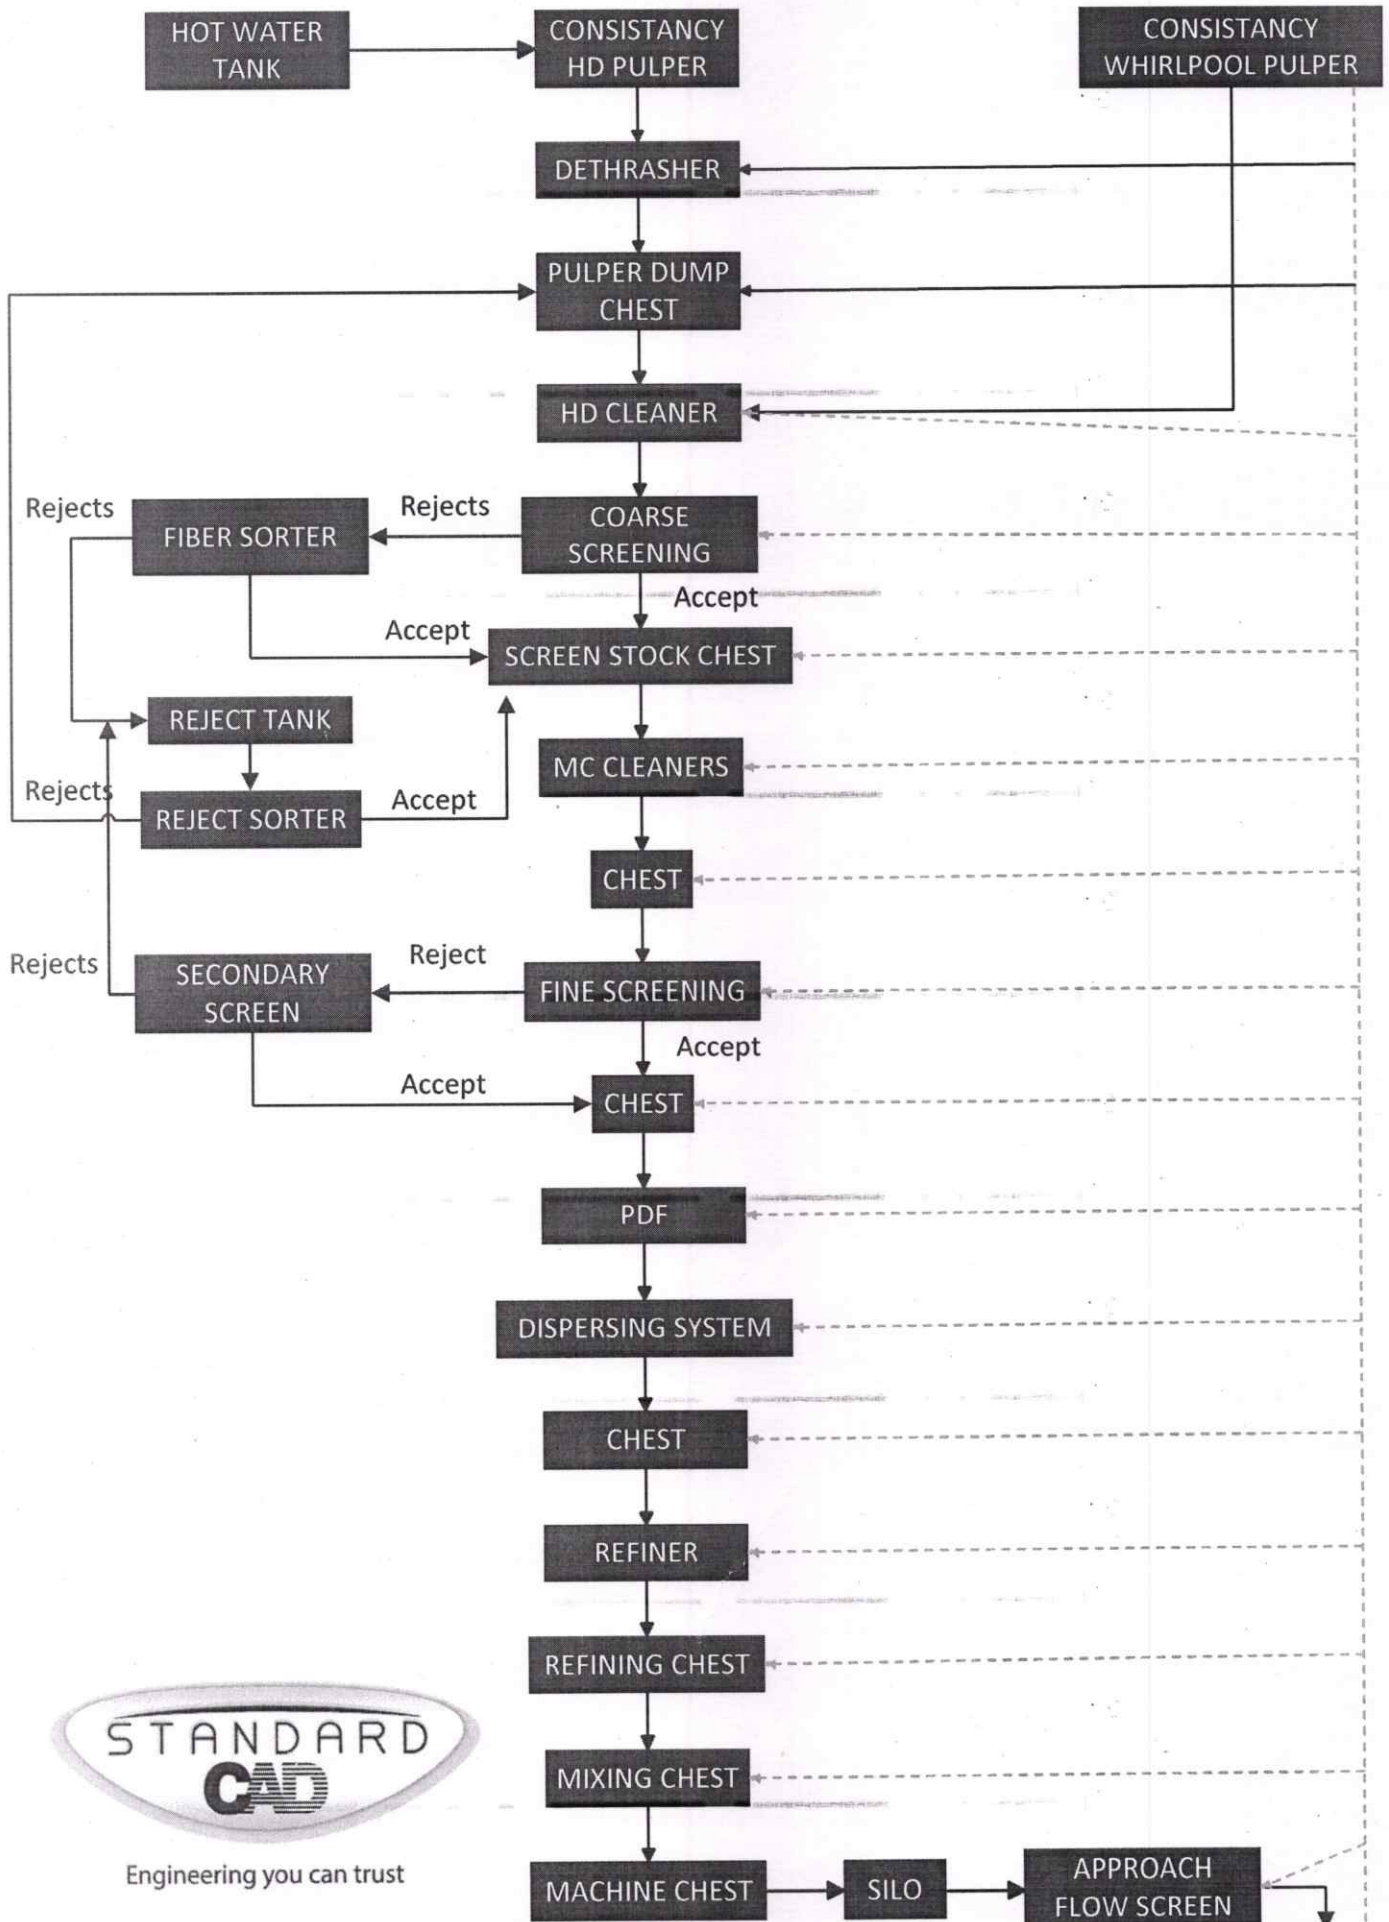 HOT WATER
TANK
CONSISTANCY
HD PULPER
CONSISTANCY
WHIRLPOOL PULPER
DETHRASHER
PULPER DUMP
CHEST
HD CLEANER
Rejects
FIBER SORTER
Rejects
COARSE
SCREENING
Accept
Accept
SCREEN STOCK CHEST
REJECT TANK
MC CLEANERS
Rejects
REJECT SORTER
Accept
CHEST
Rejects
SECONDARY
SCREEN
Reject
FINE SCREENING
Accept
Accept
CHEST
PDF
DISPERSING SYSTEM
CHEST
REFINER
REFINING CHEST
STANDARD
CAD
Engineering you can trust
MIXING CHEST
MACHINE CHEST
SILO
APPROACH
FLOW SCREEN